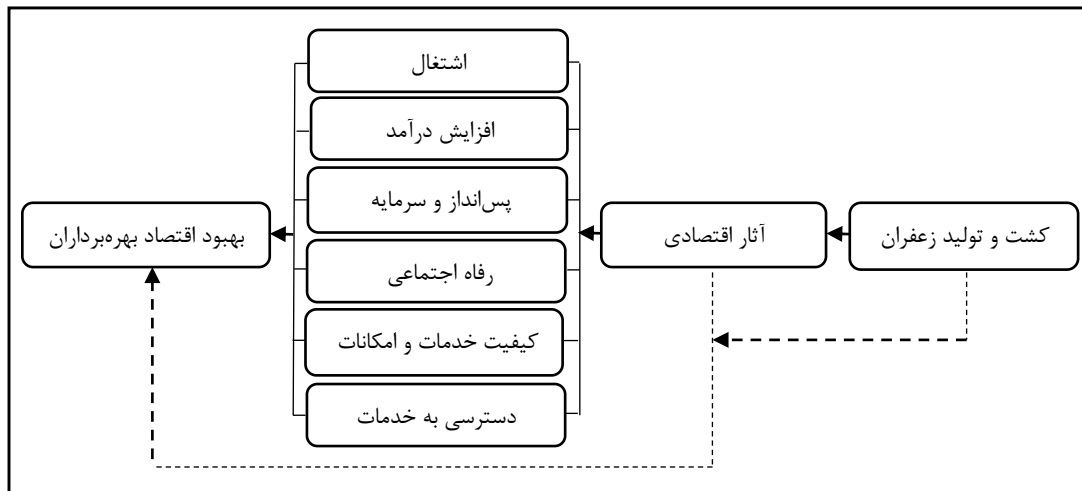 کشت و تولید زعفران
آثار اقتصادی
اشتغال
افزایش درآمد
پس‌انداز و سرمایه
رفاه اجتماعی
کیفیت خدمات و امکانات
دسترسی به خدمات
بهبود اقتصاد بهره‌برداران